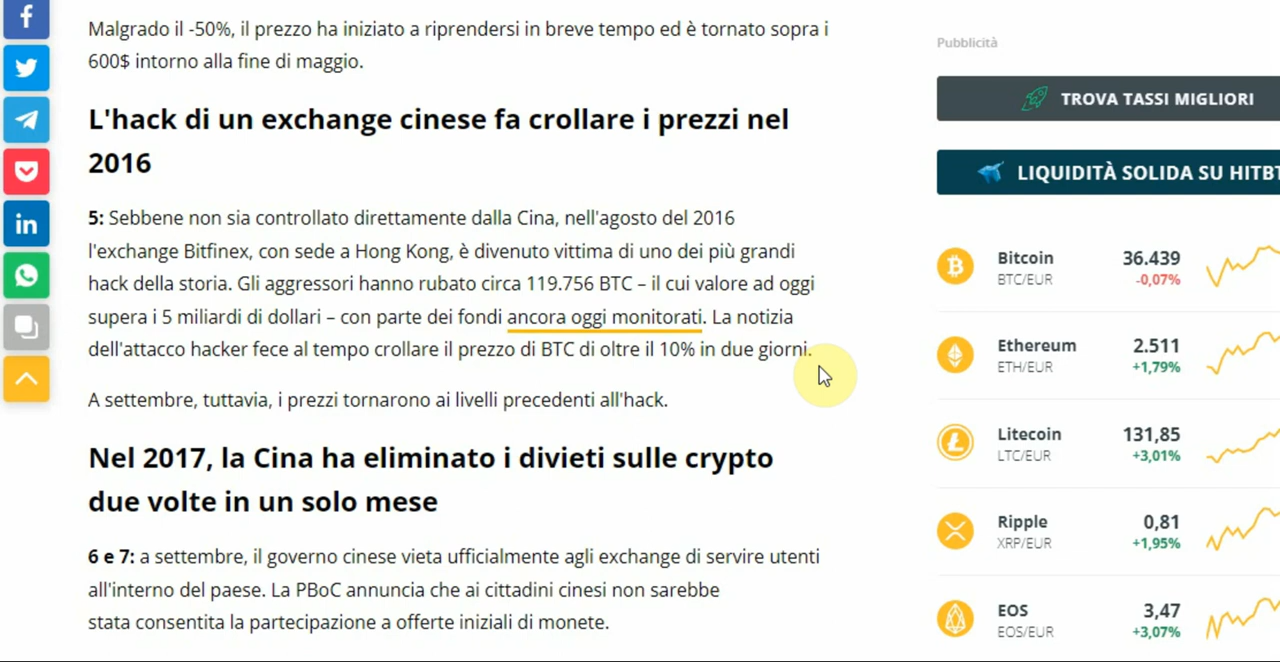 Malgrado il -50%, il prezzo ha iniziato a riprendersi in breve tempo ed è tornato sopra i
600$ intorno alla fine di maggio.
L'hack di un exchange cinese fa crollare i prezzi nel
2016
5: Sebbene non sia controllato direttamente dalla Cina, nell'agosto del 2016
l'exchange Bitfinex, con sede a Hong Kong, è divenuto vittima di uno dei più grandi
hack della storia. Gli aggressori hanno rubato circa 119.756 BTC – il cui valore ad oggi
supera i 5 miliardi di dollari – con parte dei fondi ancora oggi monitorati. La notizia
dell'attacco hacker fece al tempo crollare il prezzo di BTC di oltre il 10% in due giorni.
A settembre, tuttavia, i prezzi tornarono ai livelli precedenti all'hack.
Nel 2017, la Cina ha eliminato i divieti sulle crypto
due volte in un solo mese
6 e 7: a settembre, il governo cinese vieta ufficialmente agli exchange di servire utenti
all'interno del paese. La PBoC annuncia che ai cittadini cinesi non sarebbe
stata consentita la partecipazione a offerte iniziali di monete.
Pubblicità
TROVA TASSI MIGLIORI
LIQUIDITÀ SOLIDA SU HITBT
Bitcoin 36.439
BTC/EUR -0,07%
Ethereum 2.511
ETH/EUR +1,79%
Litecoin 131,85
LTC/EUR +3,01%
Ripple 0,81
XRP/EUR +1,95%
EOS 3,47
EOS/EUR +3,07%